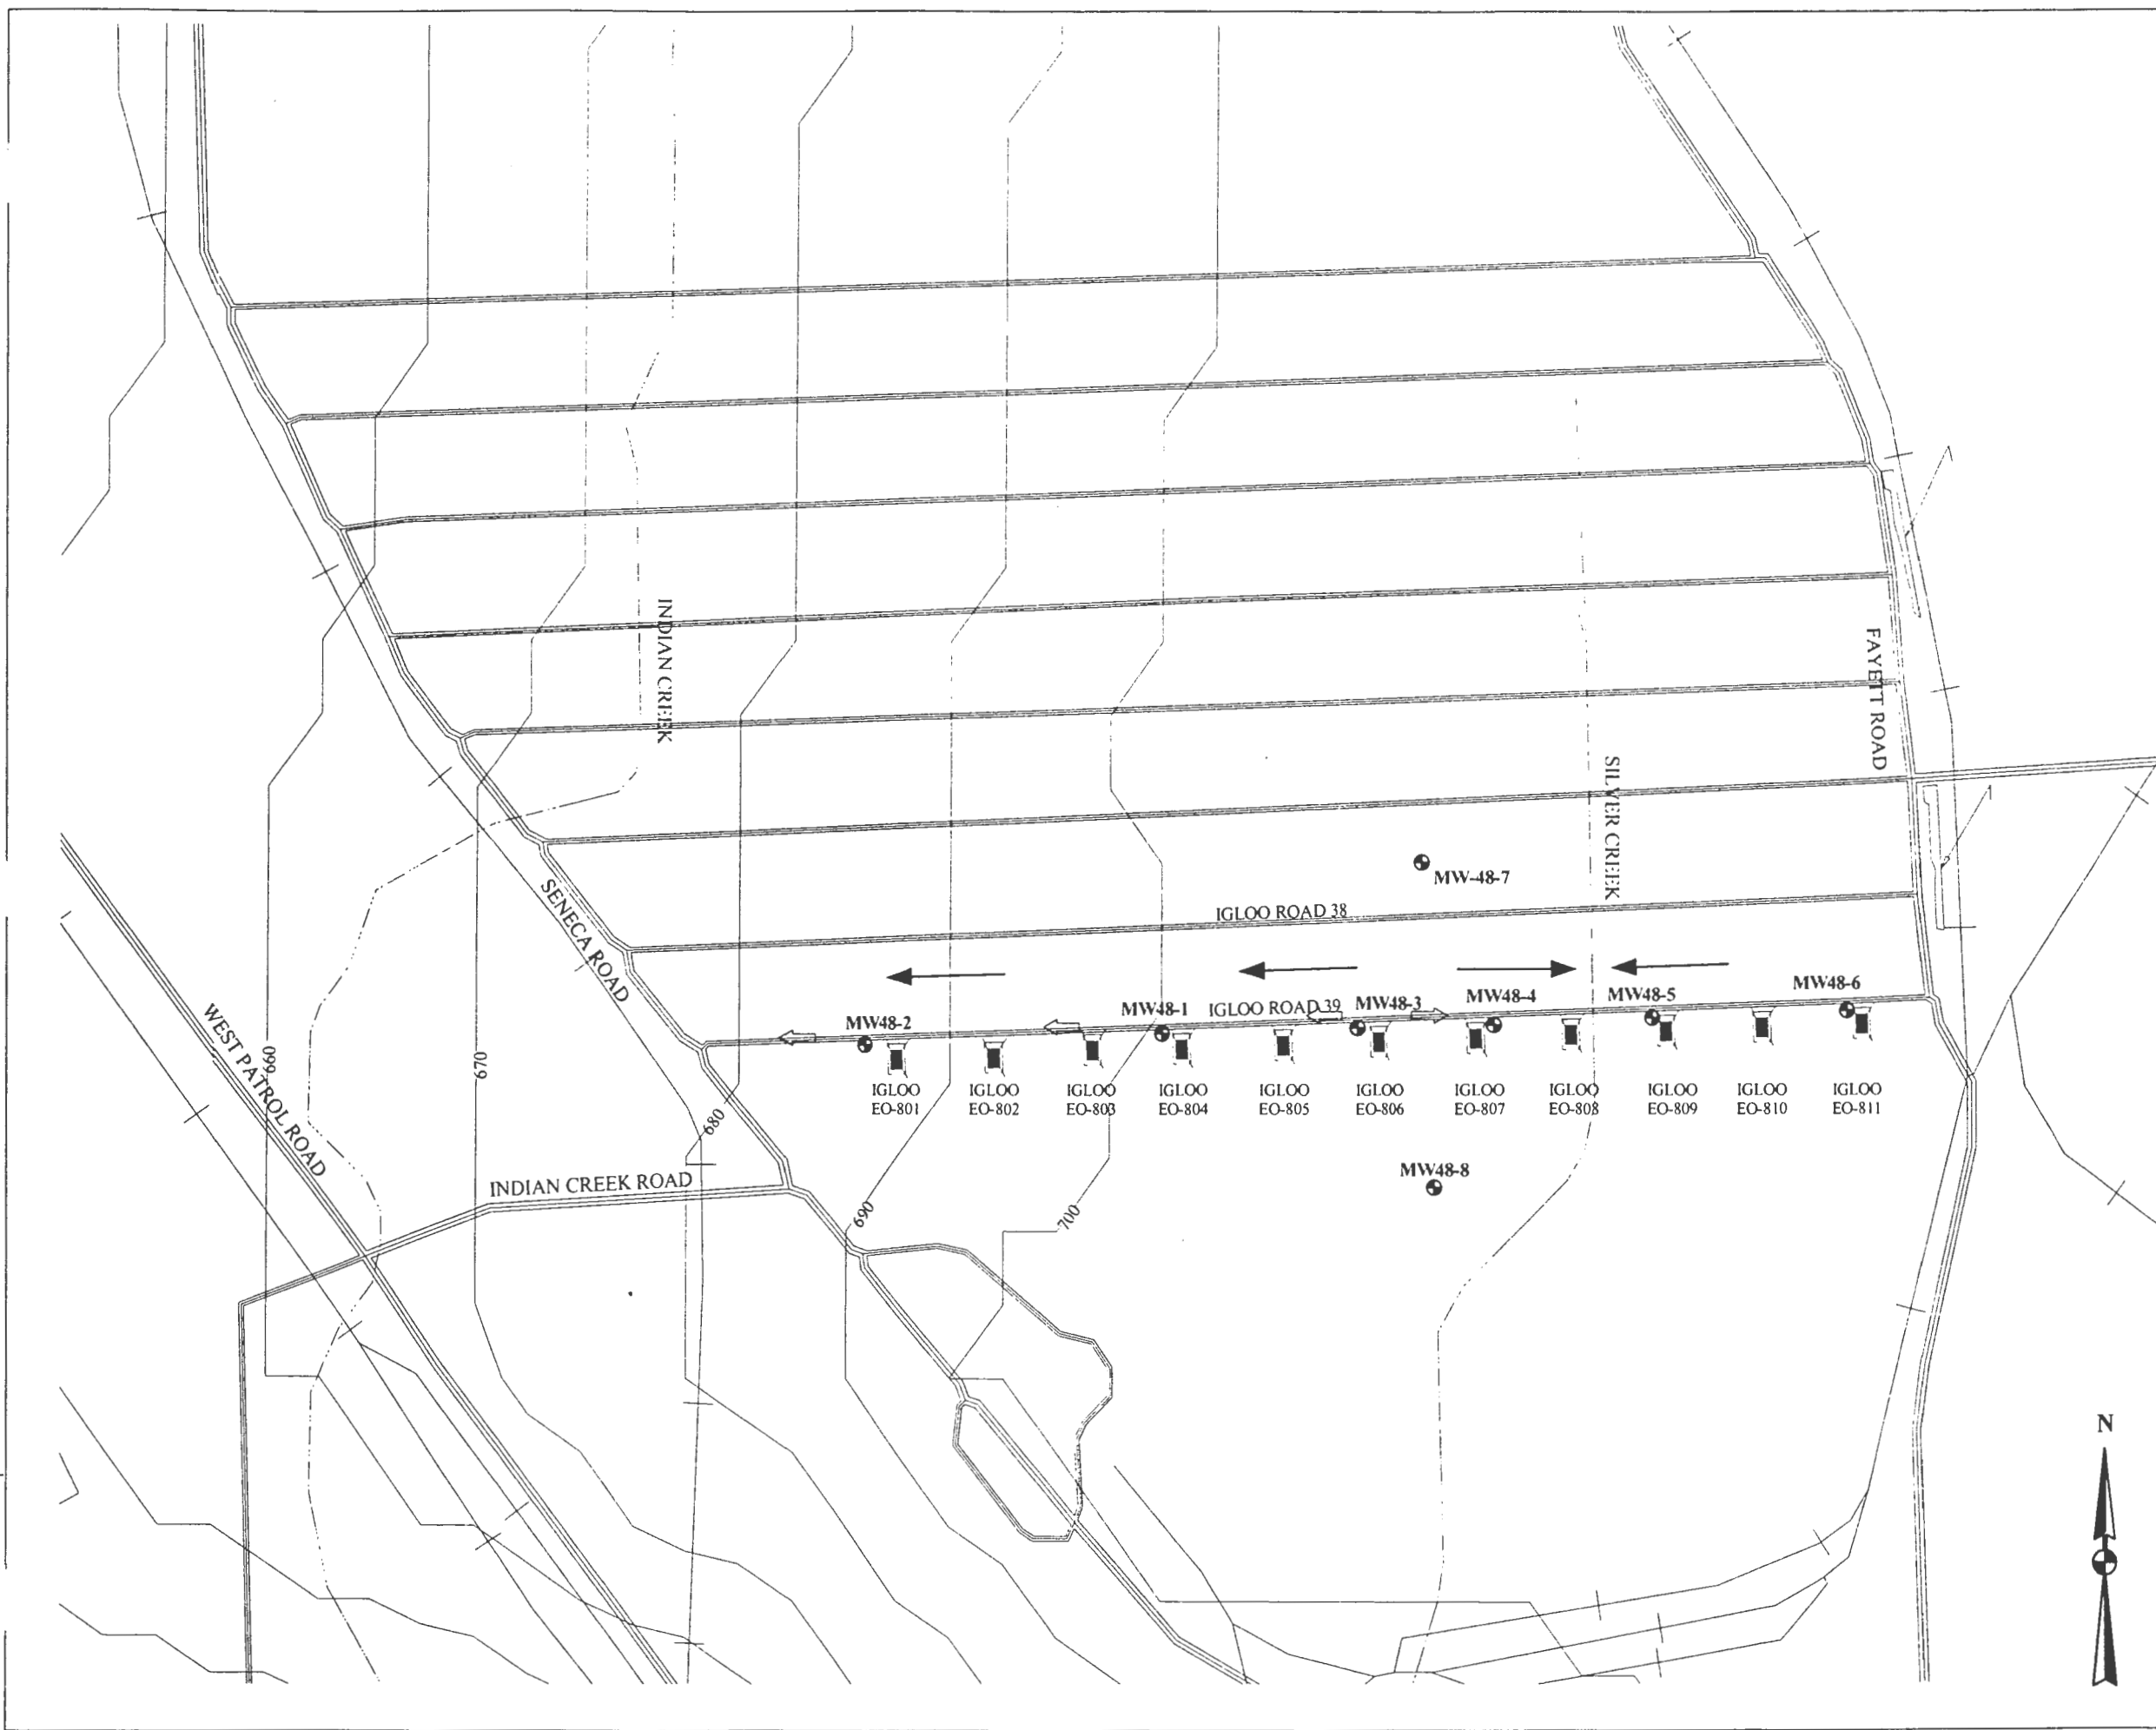 INDIAN CREEK
FAYETT ROAD
SILVER CREEK
MW-48-7
SENECA ROAD
IGLOO ROAD 38
WEST PATROL ROAD
660
670
680
690
700
MW48-2
MW48-1
IGLOO ROAD 39
MW48-3
MW48-4
MW48-5
MW48-6
IGLOO
EO-801
IGLOO
EO-802
IGLOO
EO-803
IGLOO
EO-804
IGLOO
EO-805
IGLOO
EO-806
IGLOO
EO-807
IGLOO
EO-808
IGLOO
EO-809
IGLOO
EO-810
IGLOO
EO-811
INDIAN CREEK ROAD
MW48-8
N